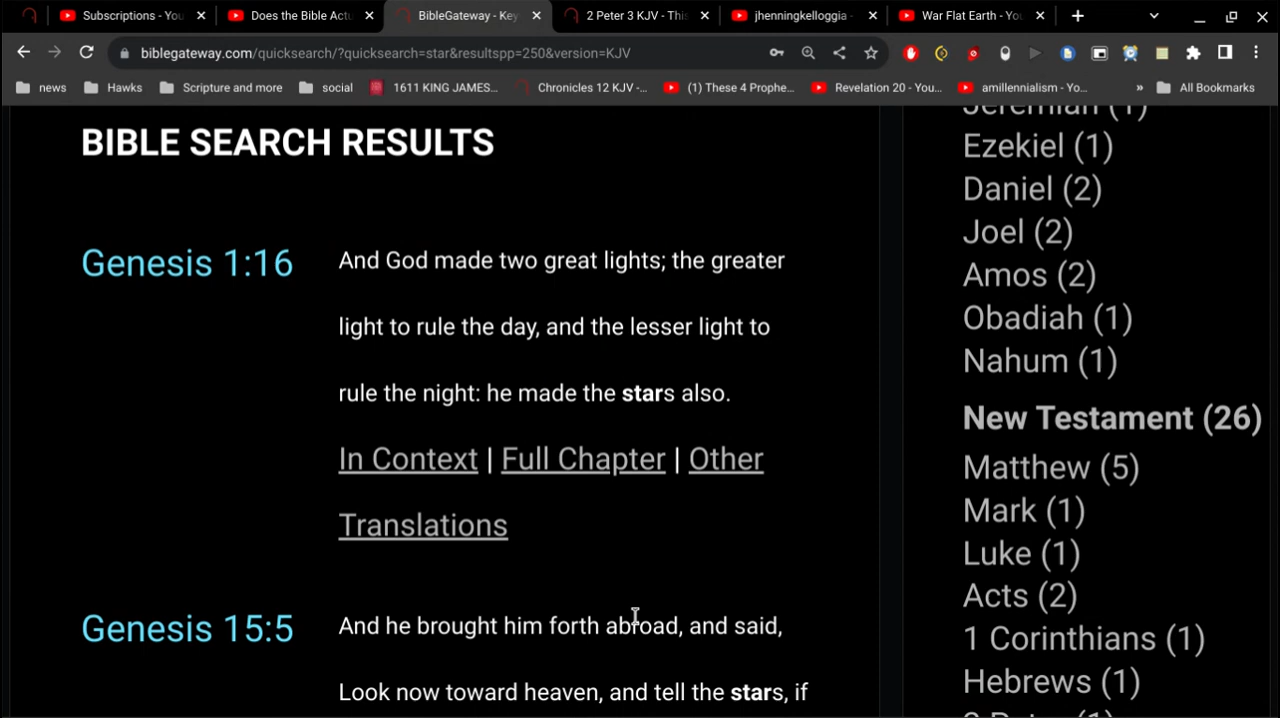 Subscriptions - You
Does the Bible Actu
BibleGateway - Key
2 Peter 3 KJV - This
jhenningkelloggia -
War Flat Earth - You
biblegateway.com/quicksearch/?quicksearch=star&resultspp=250&version=KJV
news
Hawks
Scripture and more
social
1611 KING JAMES...
Chronicles 12 KJV -...
(1) These 4 Prophe...
Revelation 20 - You...
amillennialism - Yo...
»
All Bookmarks
BIBLE SEARCH RESULTS
Genesis 1:16
And God made two great lights; the greater
light to rule the day, and the lesser light to
rule the night: he made the stars also.
In Context | Full Chapter | Other
Translations
Genesis 15:5
And he brought him forth abroad, and said,
Look now toward heaven, and tell the stars, if
Jeremiah (1)
Ezekiel (1)
Daniel (2)
Joel (2)
Amos (2)
Obadiah (1)
Nahum (1)
New Testament (26)
Matthew (5)
Mark (1)
Luke (1)
Acts (2)
1 Corinthians (1)
Hebrews (1)
2 Peter (1)